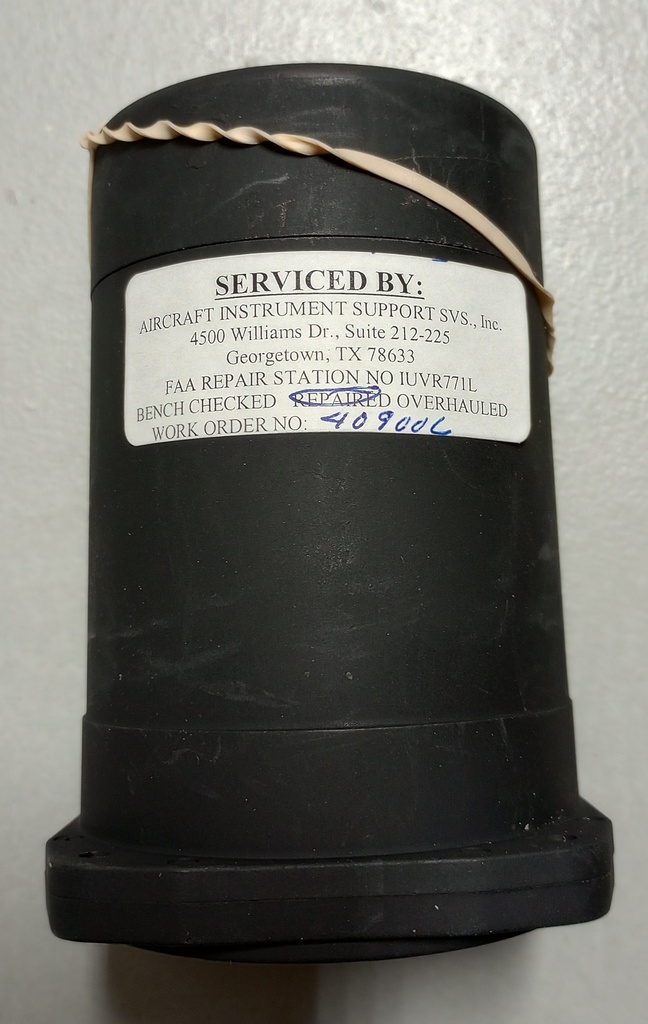 SERVICED BY:
AIRCRAFT INSTRUMENT SUPPORT SVS., Inc.
4500 Williams Dr., Suite 212-225
Georgetown, TX 78633
FAA REPAIR STATION NO IUVR771L
BENCH CHECKED REPAIRED OVERHAULED
WORK ORDER NO: